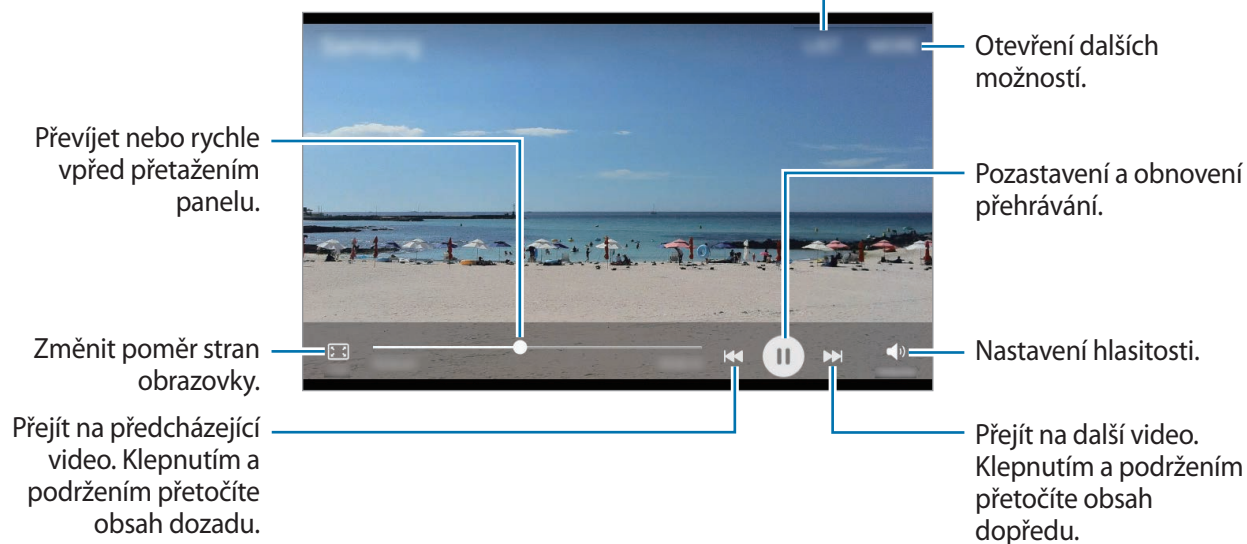 Otevření dalších
možností.
Převíjet nebo rychle
vpřed přetažením
panelu.
Pozastavení a obnovení
přehrávání.
Změnit poměr stran
obrazovky.
Nastavení hlasitosti.
Přejít na předcházející
video. Klepnutím a
podržením přetočíte
obsah dozadu.
Přejít na další video.
Klepnutím a podržením
přetočíte obsah
dopředu.